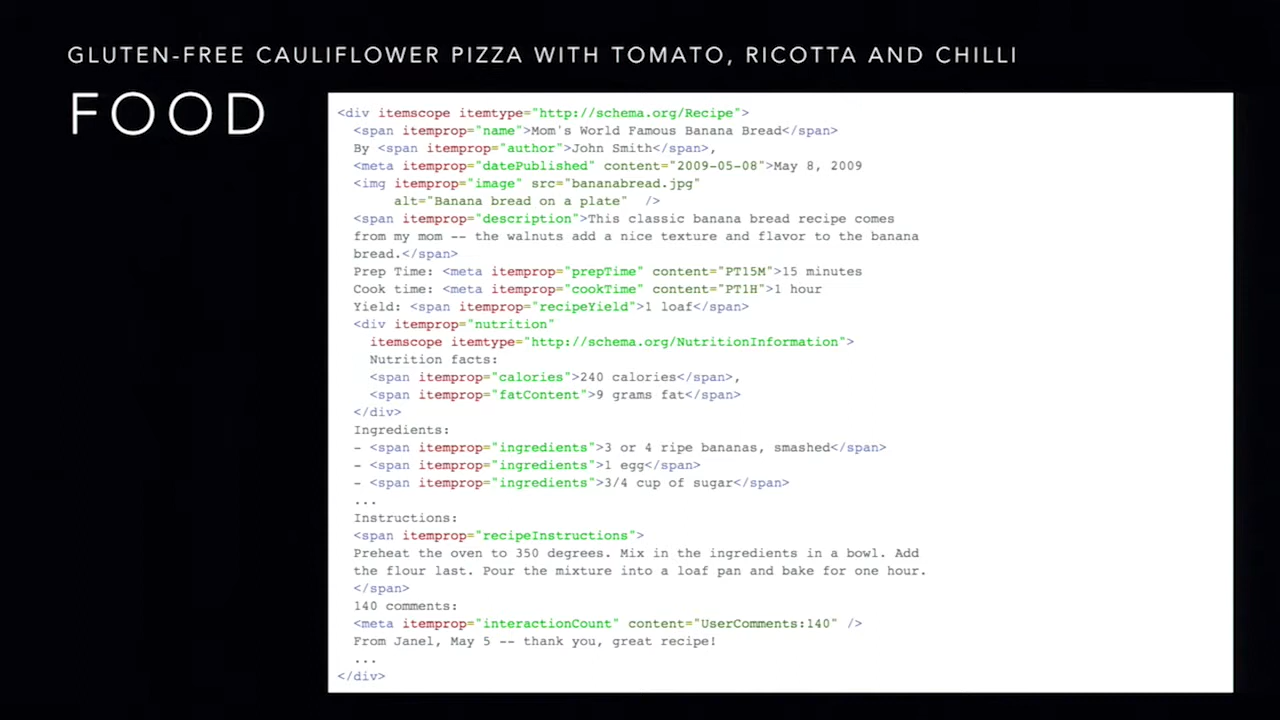 GLUTEN-FREE CAULIFLOWER PIZZA WITH TOMATO, RICOTTA AND CHILLI
FOOD
<div itemscope itemtype="http://schema.org/Recipe">
<span itemprop="name">Mom's World Famous Banana Bread</span>
By <span itemprop="author">John Smith</span>,
<meta itemprop="datePublished" content="2009-05-08">May 8, 2009
<img itemprop="image" src="bananabread.jpg"
alt="Banana bread on a plate" />
<span itemprop="description">This classic banana bread recipe comes
from my mom -- the walnuts add a nice texture and flavor to the banana
bread.</span>
Prep Time: <meta itemprop="prepTime" content="PT15M">15 minutes
Cook time: <meta itemprop="cookTime" content="PT1H">1 hour
Yield: <span itemprop="recipeYield">1 loaf</span>
<div itemprop="nutrition"
itemscope itemtype="http://schema.org/NutritionInformation">
Nutrition facts:
<span itemprop="calories">240 calories</span>,
<span itemprop="fatContent">9 grams fat</span>
</div>
Ingredients:
- <span itemprop="ingredients">3 or 4 ripe bananas, smashed</span>
- <span itemprop="ingredients">1 egg</span>
- <span itemprop="ingredients">3/4 cup of sugar</span>
...
Instructions:
<span itemprop="recipeInstructions">
Preheat the oven to 350 degrees. Mix in the ingredients in a bowl. Add
the flour last. Pour the mixture into a loaf pan and bake for one hour.
</span>
140 comments:
<meta itemprop="interactionCount" content="UserComments:140" />
From Janel, May 5 -- thank you, great recipe!
...
</div>